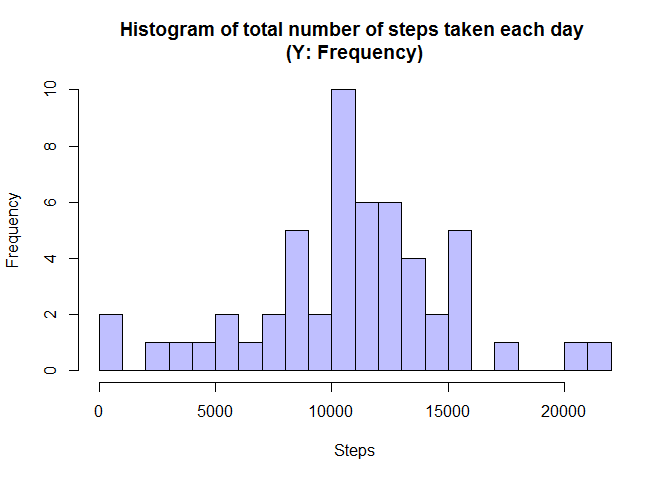 Histogram of total number of steps taken each day
(Y: Frequency)
Frequency
10
8
6
4
2
0
0 5000 10000 15000 20000
Steps